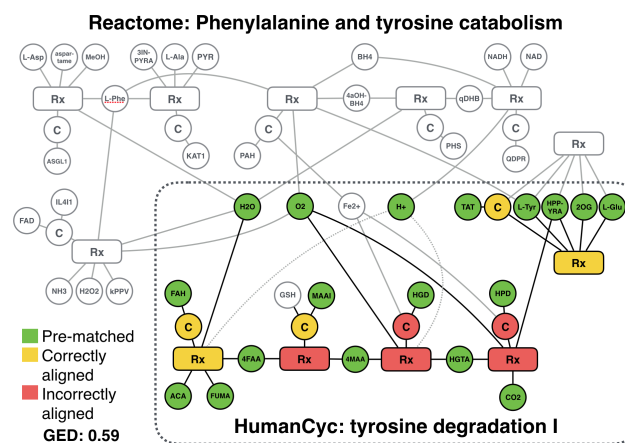 Reactome: Phenylalanine and tyrosine catabolism
L-Asp
aspar-
tame
MeOH
3IN-
PYRA
L-Ala
PYR
BH4
NADH
NAD
Rx
L-Phe
Rx
Rx
4aOH-
BH4
Rx
qDHB
Rx
C
C
C
C
C
ASGL1
KAT1
PAH
PHS
QDPR
Rx
IL4I1
FAD
C
Rx
NH3
H2O2
kPPV
H2O
O2
Fe2+
H+
TAT
C
L-Tyr
HPP-
YRA
2OG
L-Glu
Rx
FAH
GSH
MAAI
HGD
HPD
C
C
C
C
Rx
4FAA
Rx
4MAA
Rx
HGTA
Rx
ACA
FUMA
CO2
Pre-matched
Correctly
aligned
Incorrectly
aligned
GED: 0.59
HumanCyc: tyrosine degradation I